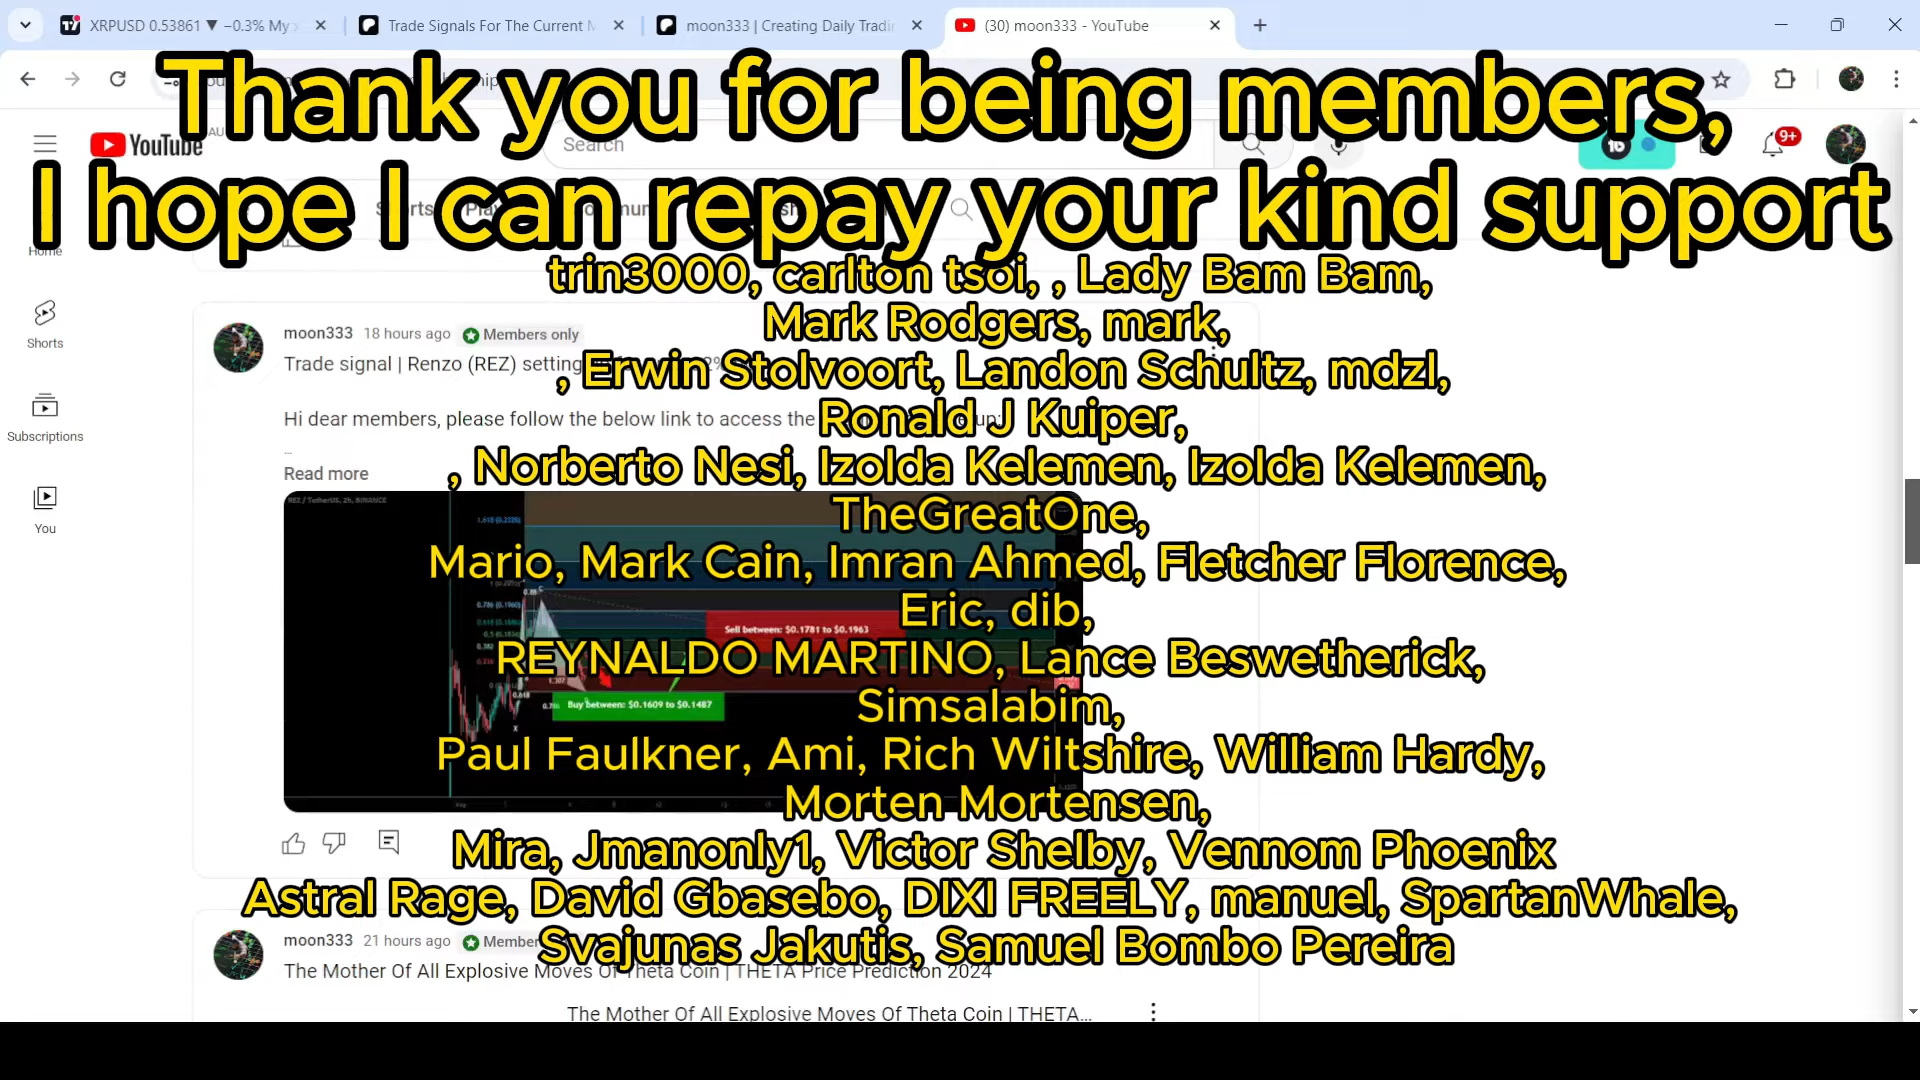 XRPUSD 0.53861 ▼ −0.3% My
Trade Signals For The Current M
moon333 | Creating Daily Tradin
(30) moon333 - YouTube
Thank you for being members,
I hope I can repay your kind support
YouTube
Search
9+
Home
Shorts
Subscriptions
You
trin3000, carlton tsoi, , Lady Bam Bam,
Mark Rodgers, mark,
, Erwin Stolvoort, Landon Schultz, mdzl,
Ronald J Kuiper,
, Norberto Nesi, Izolda Kelemen, Izolda Kelemen,
TheGreatOne,
Mario, Mark Cain, Imran Ahmed, Fletcher Florence,
Eric, dib,
REYNALDO MARTINO, Lance Beswetherick,
Simsalabim,
Paul Faulkner, Ami, Rich Wiltshire, William Hardy,
Morten Mortensen,
Mira, Jmanonly1, Victor Shelby, Vennom Phoenix
Astral Rage, David Gbasebo, DIXI FREELY, manuel, SpartanWhale,
Svajunas Jakutis, Samuel Bombo Pereira
moon333 18 hours ago Members only
Trade signal | Renzo (REZ) setting
Hi dear members, please follow the below link to access the
...
Read more
REZ / TetherUS, 2h, BINANCE
Sell between: $0.1781 to $0.1963
Buy between: $0.1609 to $0.1487
moon333 21 hours ago Member
The Mother Of All Explosive Moves Of Theta Coin | THETA Price Prediction 2024
The Mother Of All Explosive Moves Of Theta Coin | THETA...